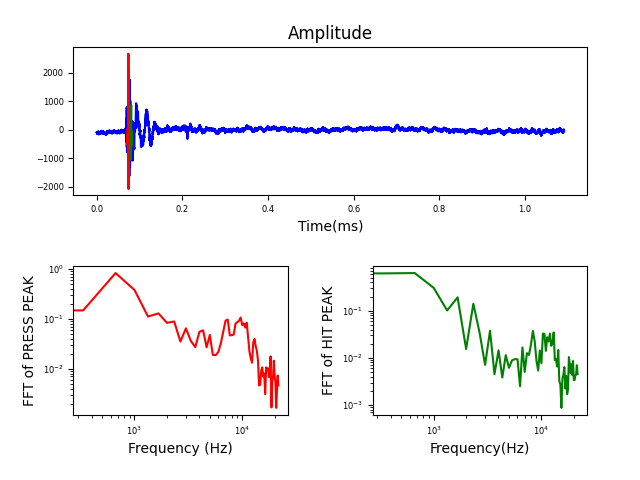 Amplitude
2000
1000
0
−1000
−2000
0.0 0.2 0.4 0.6 0.8 1.0
Time(ms)
FFT of PRESS PEAK
10⁰
10⁻¹
10⁻²
10³ 10⁴
Frequency (Hz)
FFT of HIT PEAK
10⁻¹
10⁻²
10⁻³
10³ 10⁴
Frequency(Hz)